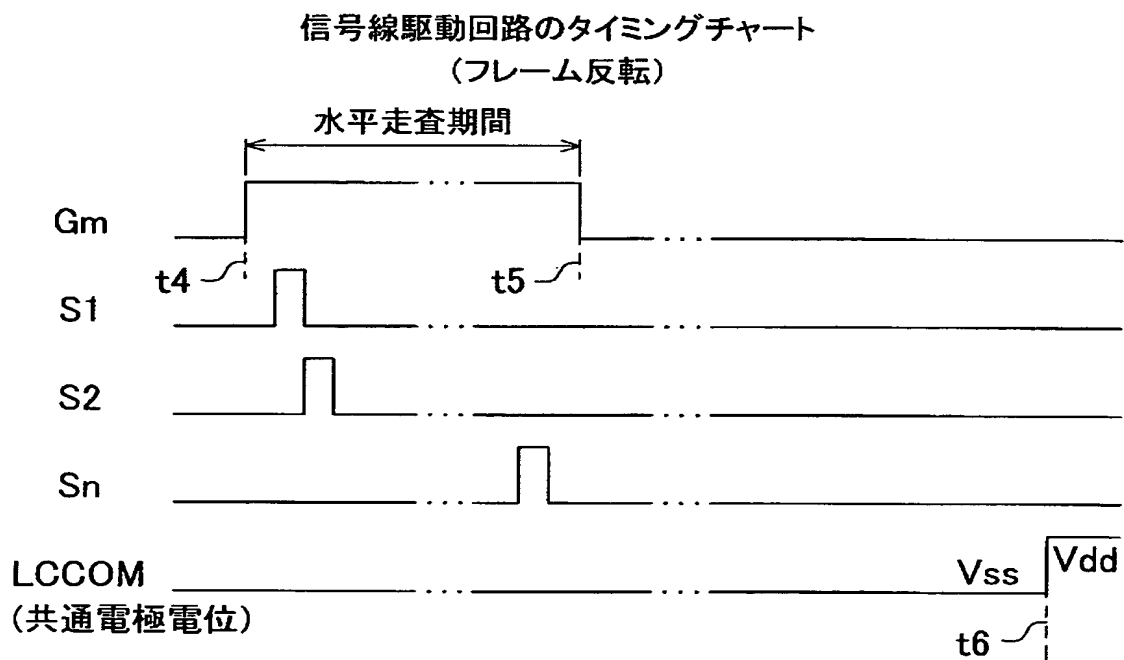 信号線駆動回路のタイミングチャート
(フレーム反転)
水平走査期間
Gm
t4
t5
S1
S2
Sn
LCCOM
(共通電極電位)
Vss
Vdd
t6